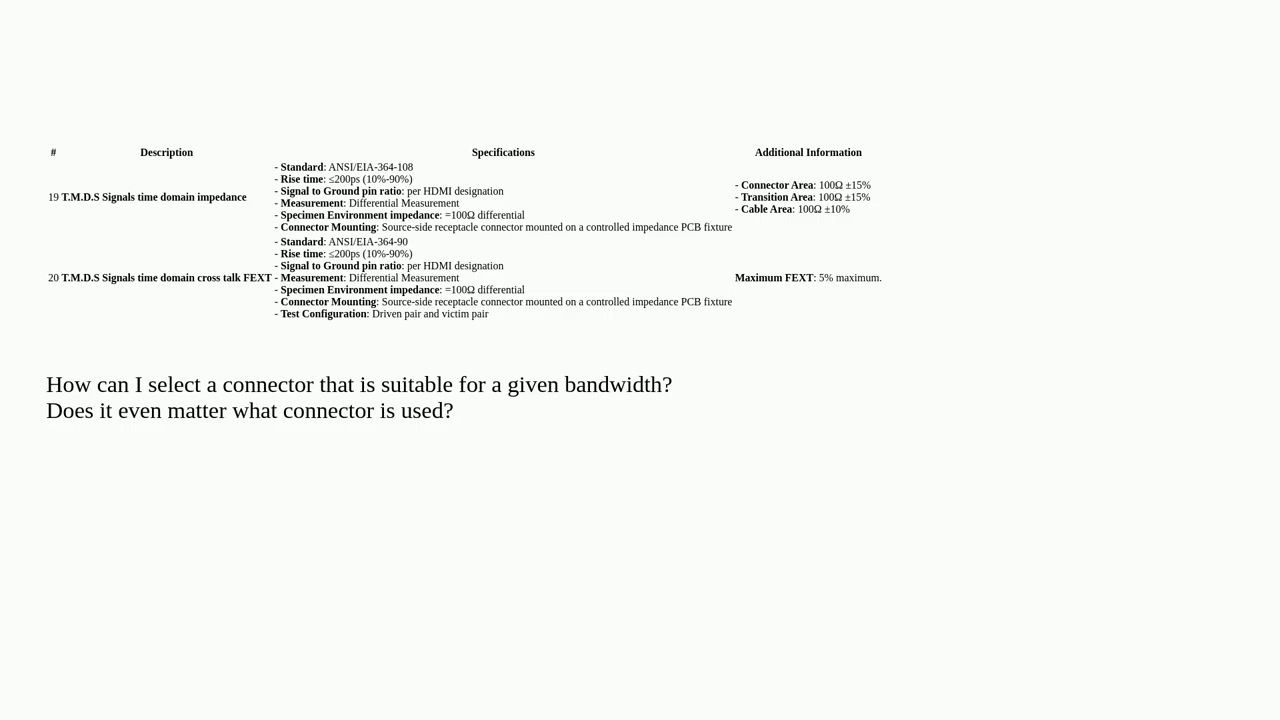 # Description Specifications Additional Information
- Standard: ANSI/EIA-364-108
- Rise time: ≤200ps (10%-90%)
- Signal to Ground pin ratio: per HDMI designation
19 T.M.D.S Signals time domain impedance
- Measurement: Differential Measurement
- Specimen Environment impedance: =100Ω differential
- Connector Mounting: Source-side receptacle connector mounted on a controlled impedance PCB fixture
- Connector Area: 100Ω ±15%
- Transition Area: 100Ω ±15%
- Cable Area: 100Ω ±10%
- Standard: ANSI/EIA-364-90
- Rise time: ≤200ps (10%-90%)
- Signal to Ground pin ratio: per HDMI designation
20 T.M.D.S Signals time domain cross talk FEXT - Measurement: Differential Measurement
- Specimen Environment impedance: =100Ω differential
- Connector Mounting: Source-side receptacle connector mounted on a controlled impedance PCB fixture
- Test Configuration: Driven pair and victim pair
Maximum FEXT: 5% maximum.
How can I select a connector that is suitable for a given bandwidth?
Does it even matter what connector is used?